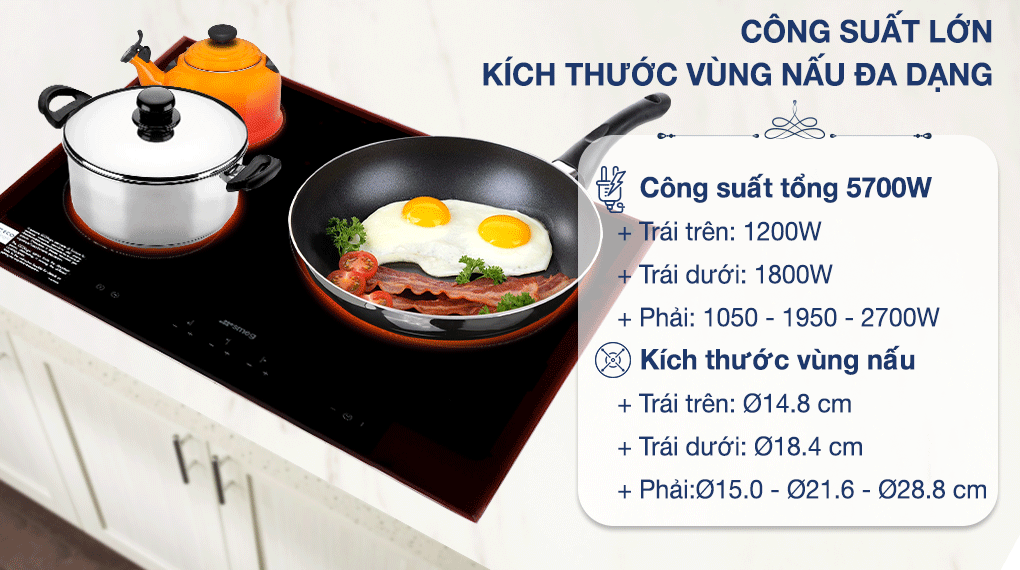 CÔNG SUẤT LỚN
KÍCH THƯỚC VÙNG NẤU ĐA DẠNG
Công suất tổng 5700W
+ Trái trên: 1200W
+ Trái dưới: 1800W
+ Phải: 1050 - 1950 - 2700W
Kích thước vùng nấu
+ Trái trên: Ø14.8 cm
+ Trái dưới: Ø18.4 cm
+ Phải:Ø15.0 - Ø21.6 - Ø28.8 cm
smeg